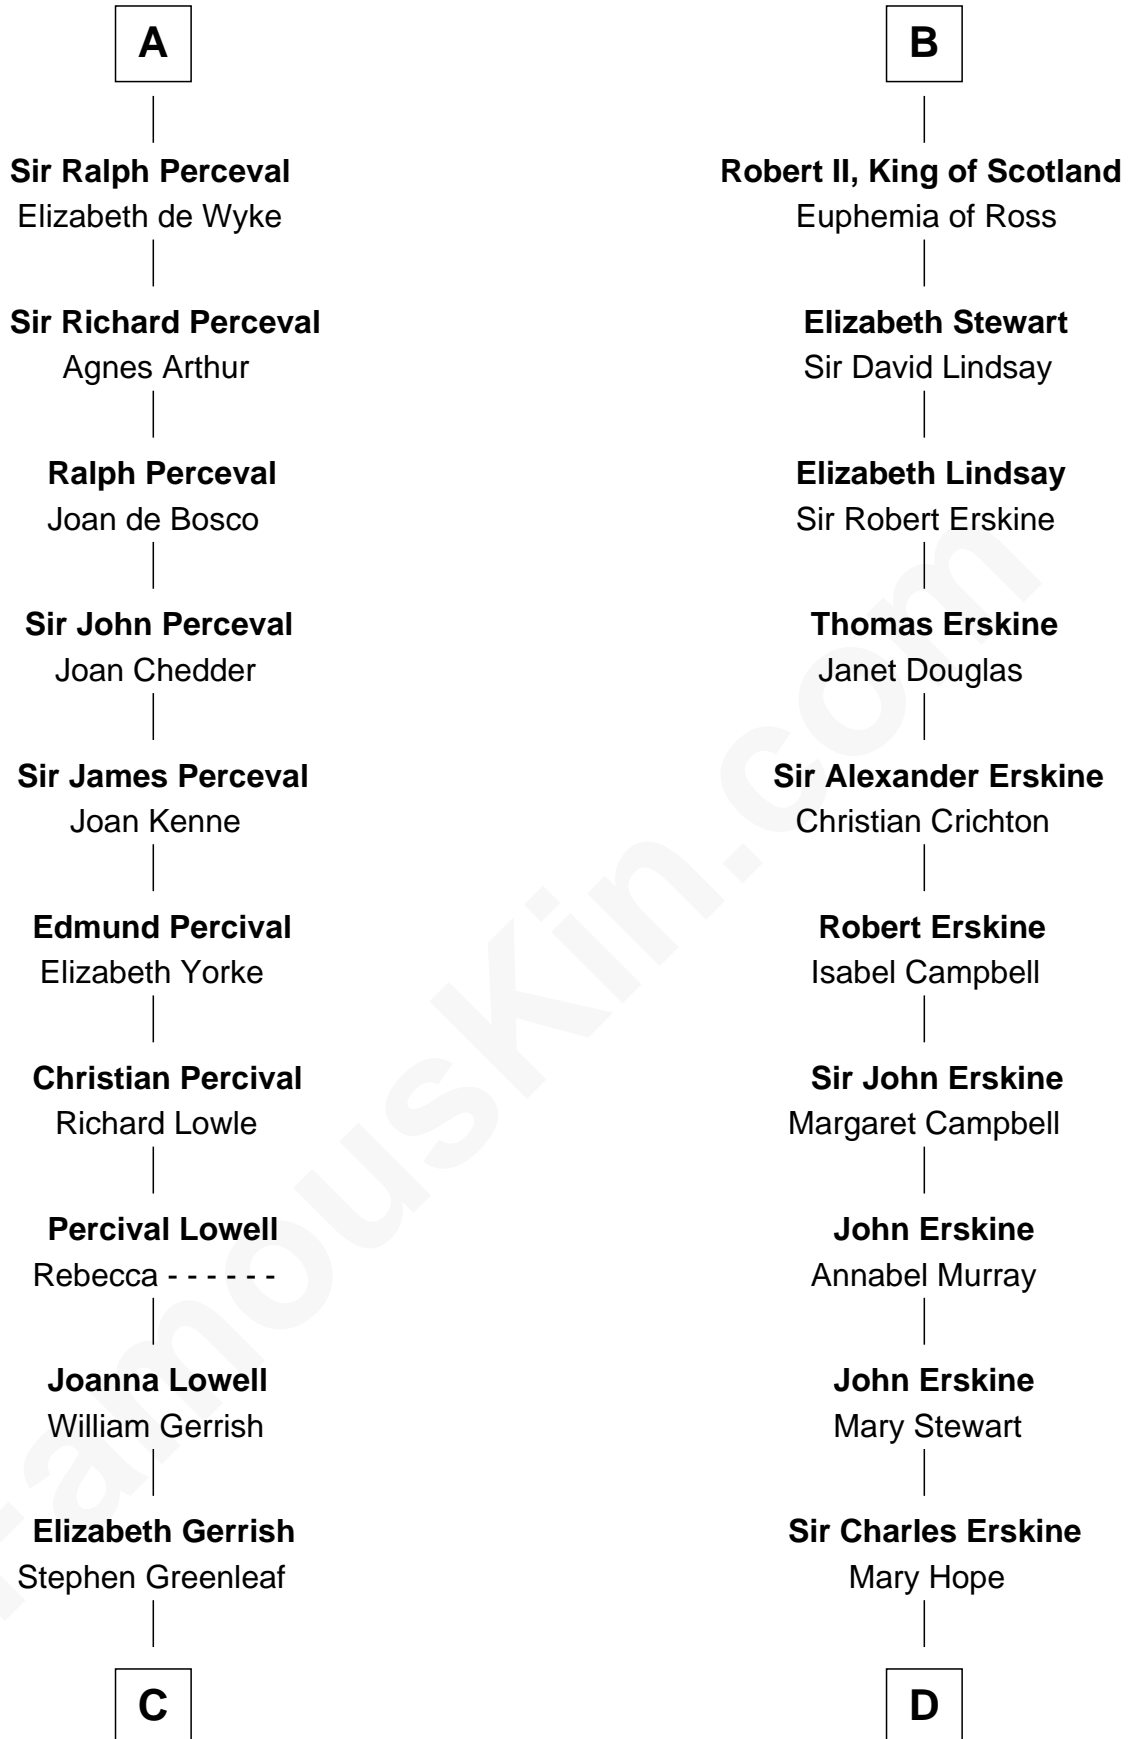 A
Sir Ralph Perceval
Elizabeth de Wyke
Sir Richard Perceval
Agnes Arthur
Ralph Perceval
Joan de Bosco
Sir John Perceval
Joan Chedder
Sir James Perceval
Joan Kenne
Edmund Percival
Elizabeth Yorke
Christian Percival
Richard Lowle
Percival Lowell
Rebecca - - - - - -
Joanna Lowell
William Gerrish
Elizabeth Gerrish
Stephen Greenleaf
C
B
Robert II, King of Scotland
Euphemia of Ross
Elizabeth Stewart
Sir David Lindsay
Elizabeth Lindsay
Sir Robert Erskine
Thomas Erskine
Janet Douglas
Sir Alexander Erskine
Christian Crichton
Robert Erskine
Isabel Campbell
Sir John Erskine
Margaret Campbell
John Erskine
Annabel Murray
John Erskine
Mary Stewart
Sir Charles Erskine
Mary Hope
D
FamousKin.com